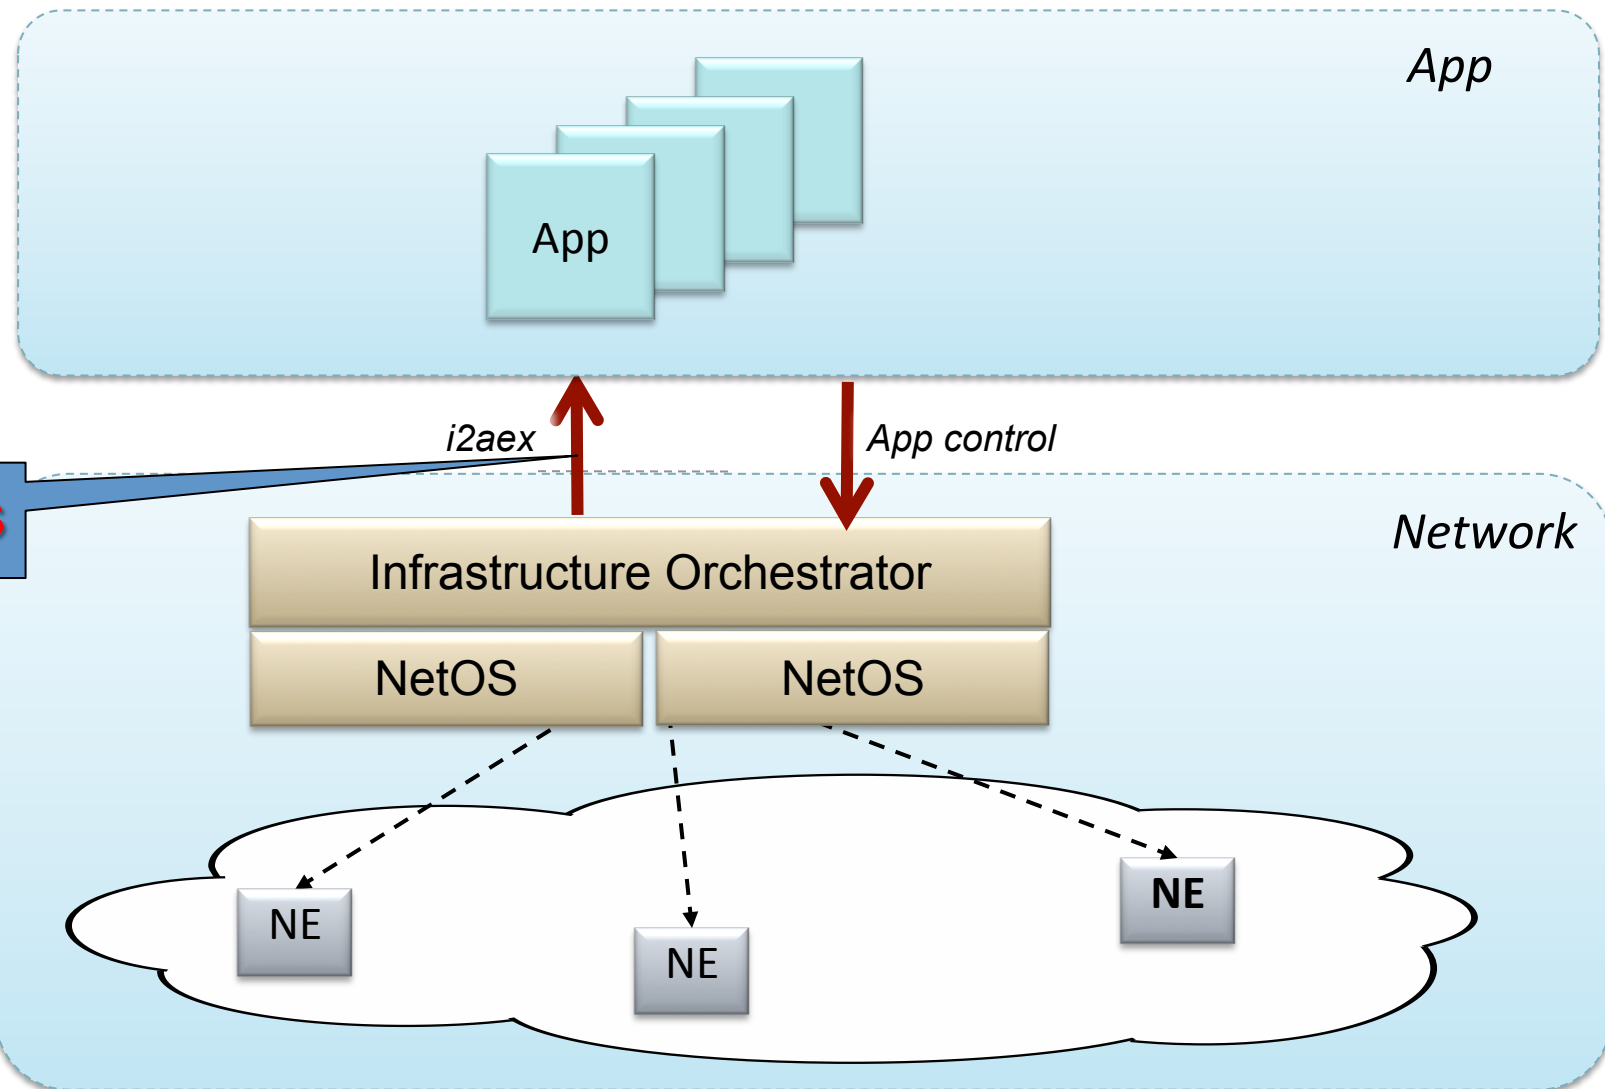 App
App
i2aex
App control
Network
Infrastructure Orchestrator
NetOS
NetOS
NE
NE
NE